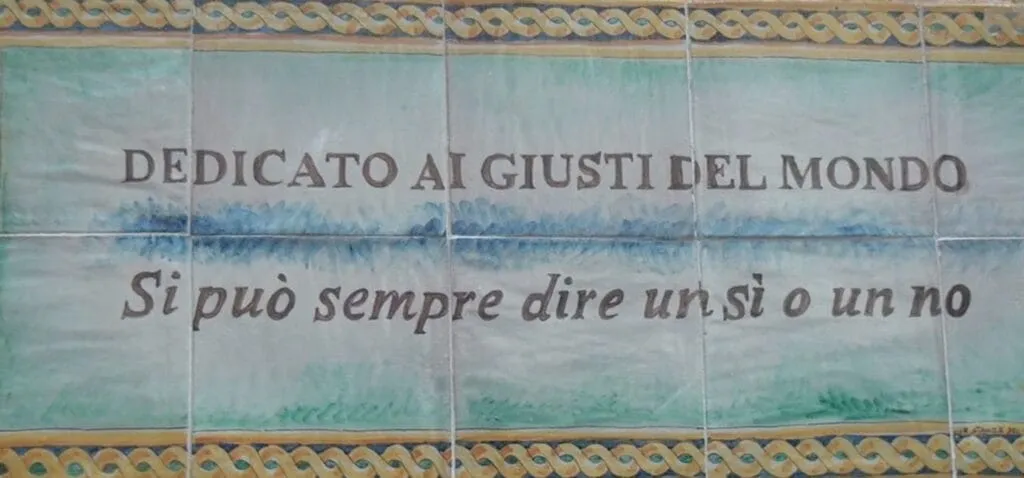 DEDICATO AI GIUSTI DEL MONDO
Si può sempre dire un sì o un no